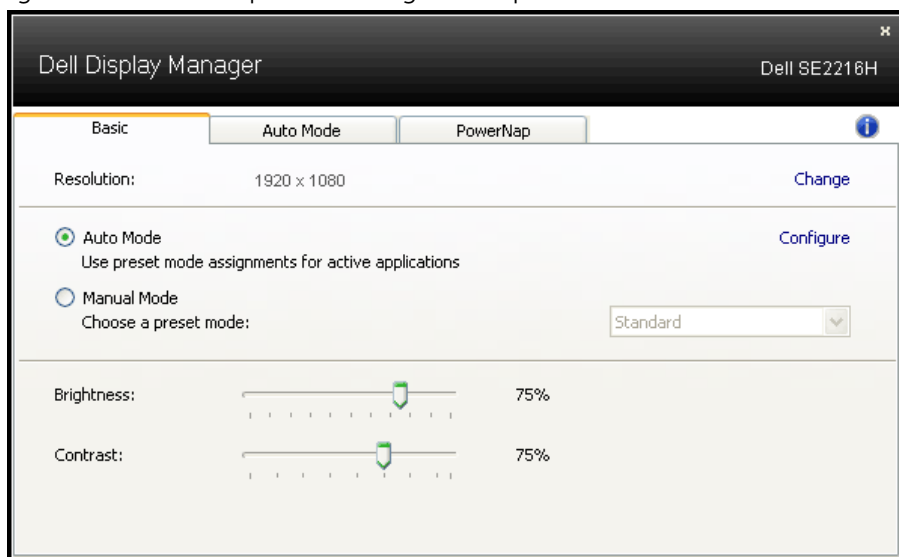 x
Dell Display Manager
Dell SE2216H
Basic
Auto Mode
PowerNap
i
Resolution:
1920 x 1080
Change
Auto Mode
Configure
Use preset mode assignments for active applications
Manual Mode
Choose a preset mode:
Standard
Brightness:
75%
Contrast:
75%